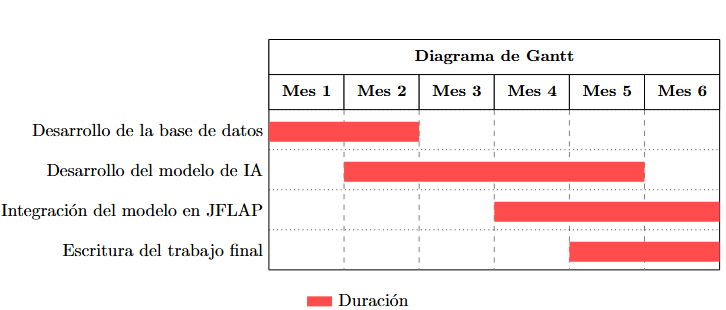 Diagrama de Gantt
Mes 1 Mes 2 Mes 3 Mes 4 Mes 5 Mes 6
Desarrollo de la base de datos
Desarrollo del modelo de IA
Integración del modelo en JFLAP
Escritura del trabajo final
Duración